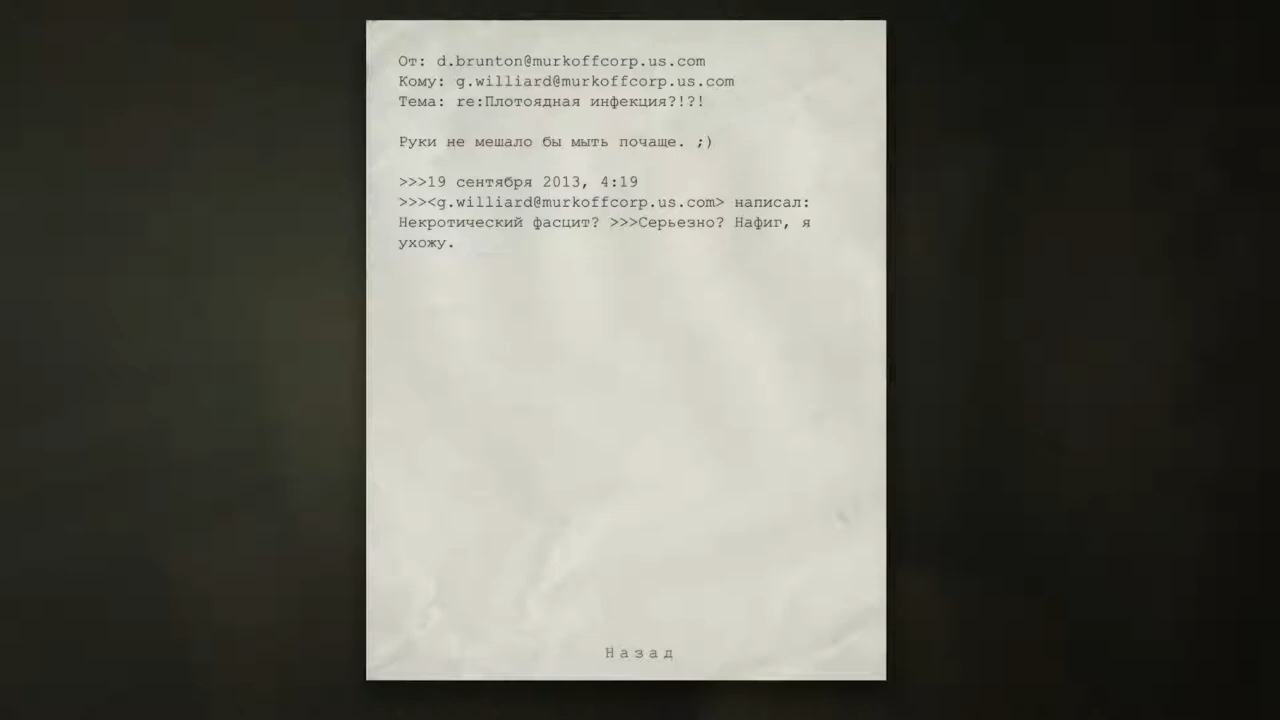 От: d.brunton@murkoffcorp.us.com
Кому: g.williard@murkoffcorp.us.com
Тема: re:Плотоядная инфекция?!?!
Руки не мешало бы мыть почаще. ;)
>>>19 сентября 2013, 4:19
>>><g.williard@murkoffcorp.us.com> написал:
Некротический фасцит? >>>Серьезно? Нафиг, я
ухожу.
Назад